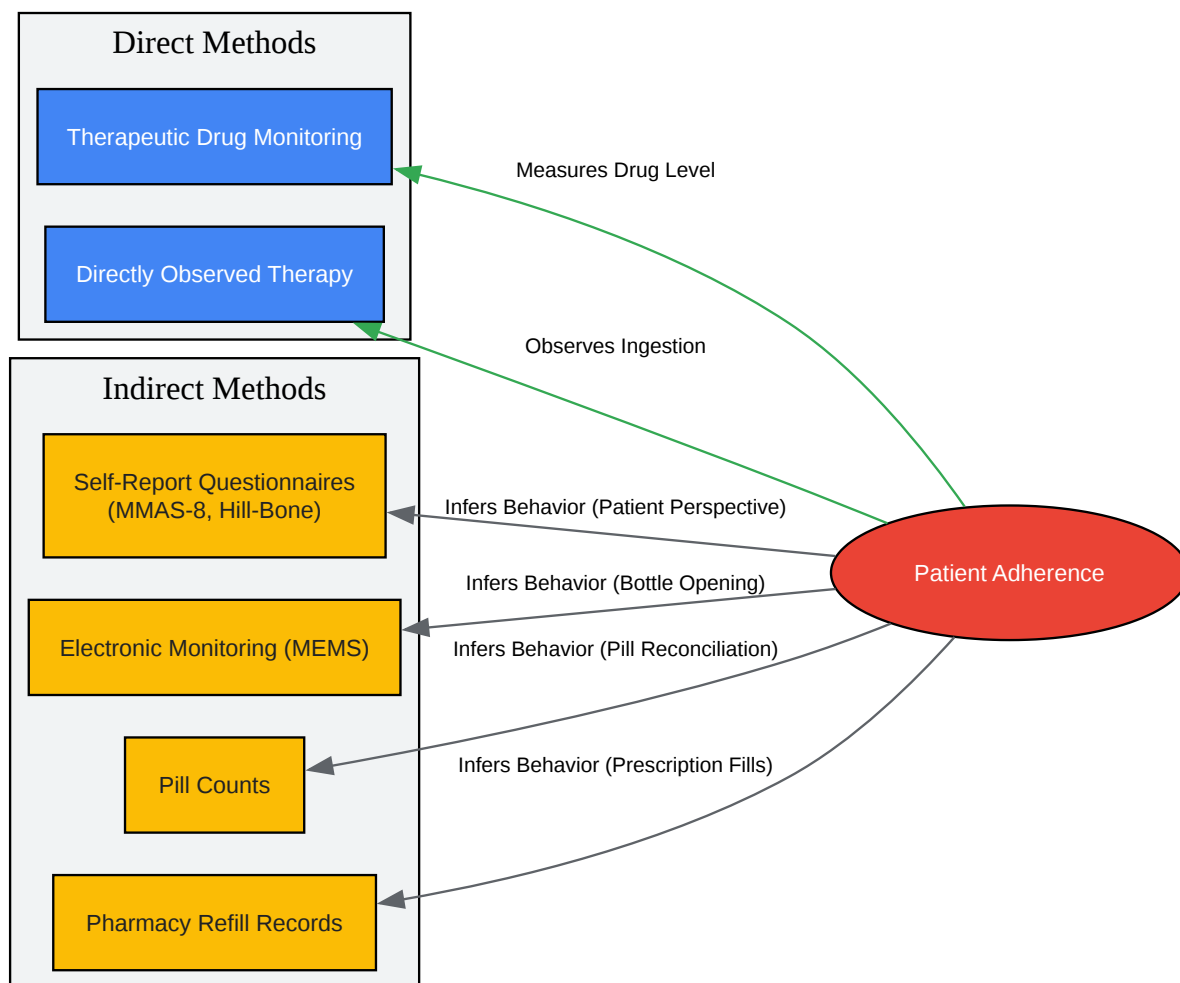 Direct Methods
Therapeutic Drug Monitoring
Measures Drug Level
Directly Observed Therapy
Observes Ingestion
Indirect Methods
Self-Report Questionnaires
(MMAS-8, Hill-Bone)
Infers Behavior (Patient Perspective)
Patient Adherence
Infers Behavior (Bottle Opening)
Electronic Monitoring (MEMS)
Infers Behavior (Pill Reconciliation)
Pill Counts
Infers Behavior (Prescription Fills)
Pharmacy Refill Records